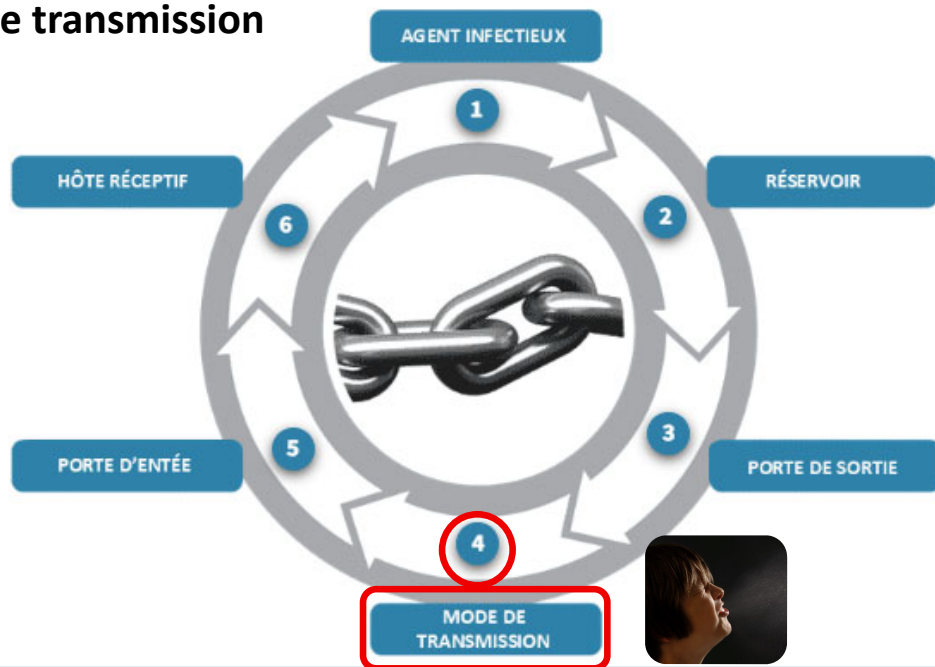 e transmission
AGENT INFECTIEUX
1
HÔTE RÉCEPTIF
RÉSERVOIR
6
2
5
3
PORTE D'ENTÉE
PORTE DE SORTIE
4
MODE DE
TRANSMISSION